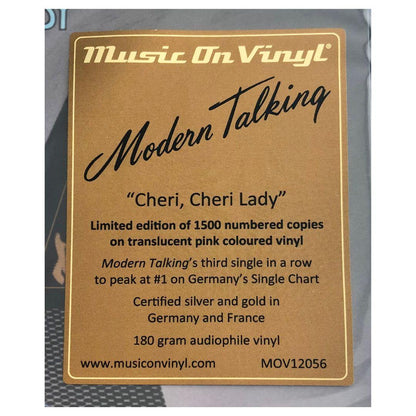 Music On Vinyl®
Modern Talking
“Cheri, Cheri Lady”
Limited edition of 1500 numbered copies
on translucent pink coloured vinyl
Modern Talking’s third single in a row
to peak at #1 on Germany’s Single Chart
Certified silver and gold in
Germany and France
180 gram audiophile vinyl
www.musiconvinyl.com MOV12056